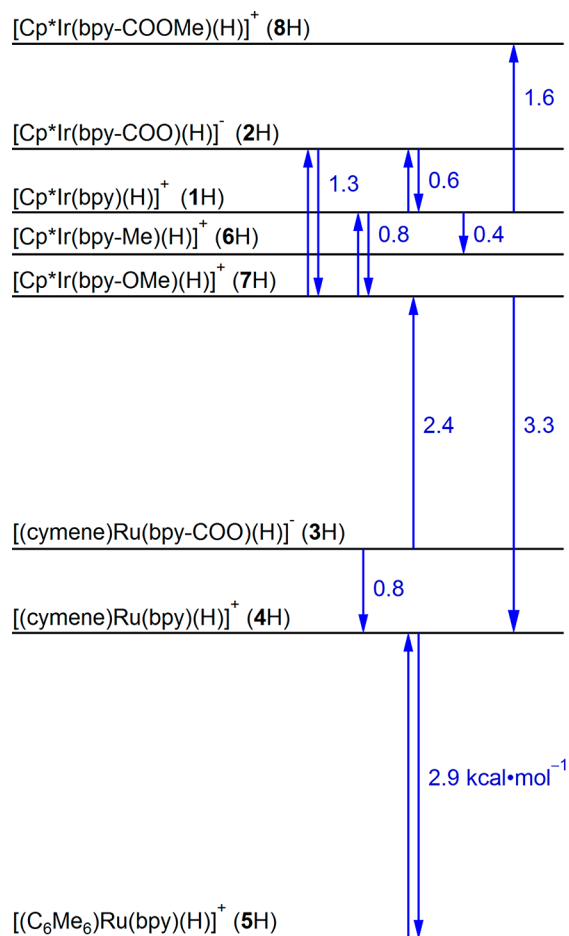 [Cp*Ir(bpy-COOMe)(H)]⁺ (8H)
1.6
[Cp*Ir(bpy-COO)(H)]⁻ (2H)
1.3
0.6
[Cp*Ir(bpy)(H)]⁺ (1H)
[Cp*Ir(bpy-Me)(H)]⁺ (6H)
0.8
0.4
[Cp*Ir(bpy-OMe)(H)]⁺ (7H)
2.4
3.3
[(cymene)Ru(bpy-COO)(H)]⁻ (3H)
0.8
[(cymene)Ru(bpy)(H)]⁺ (4H)
2.9 kcal•mol⁻¹
[(C₆Me₆)Ru(bpy)(H)]⁺ (5H)